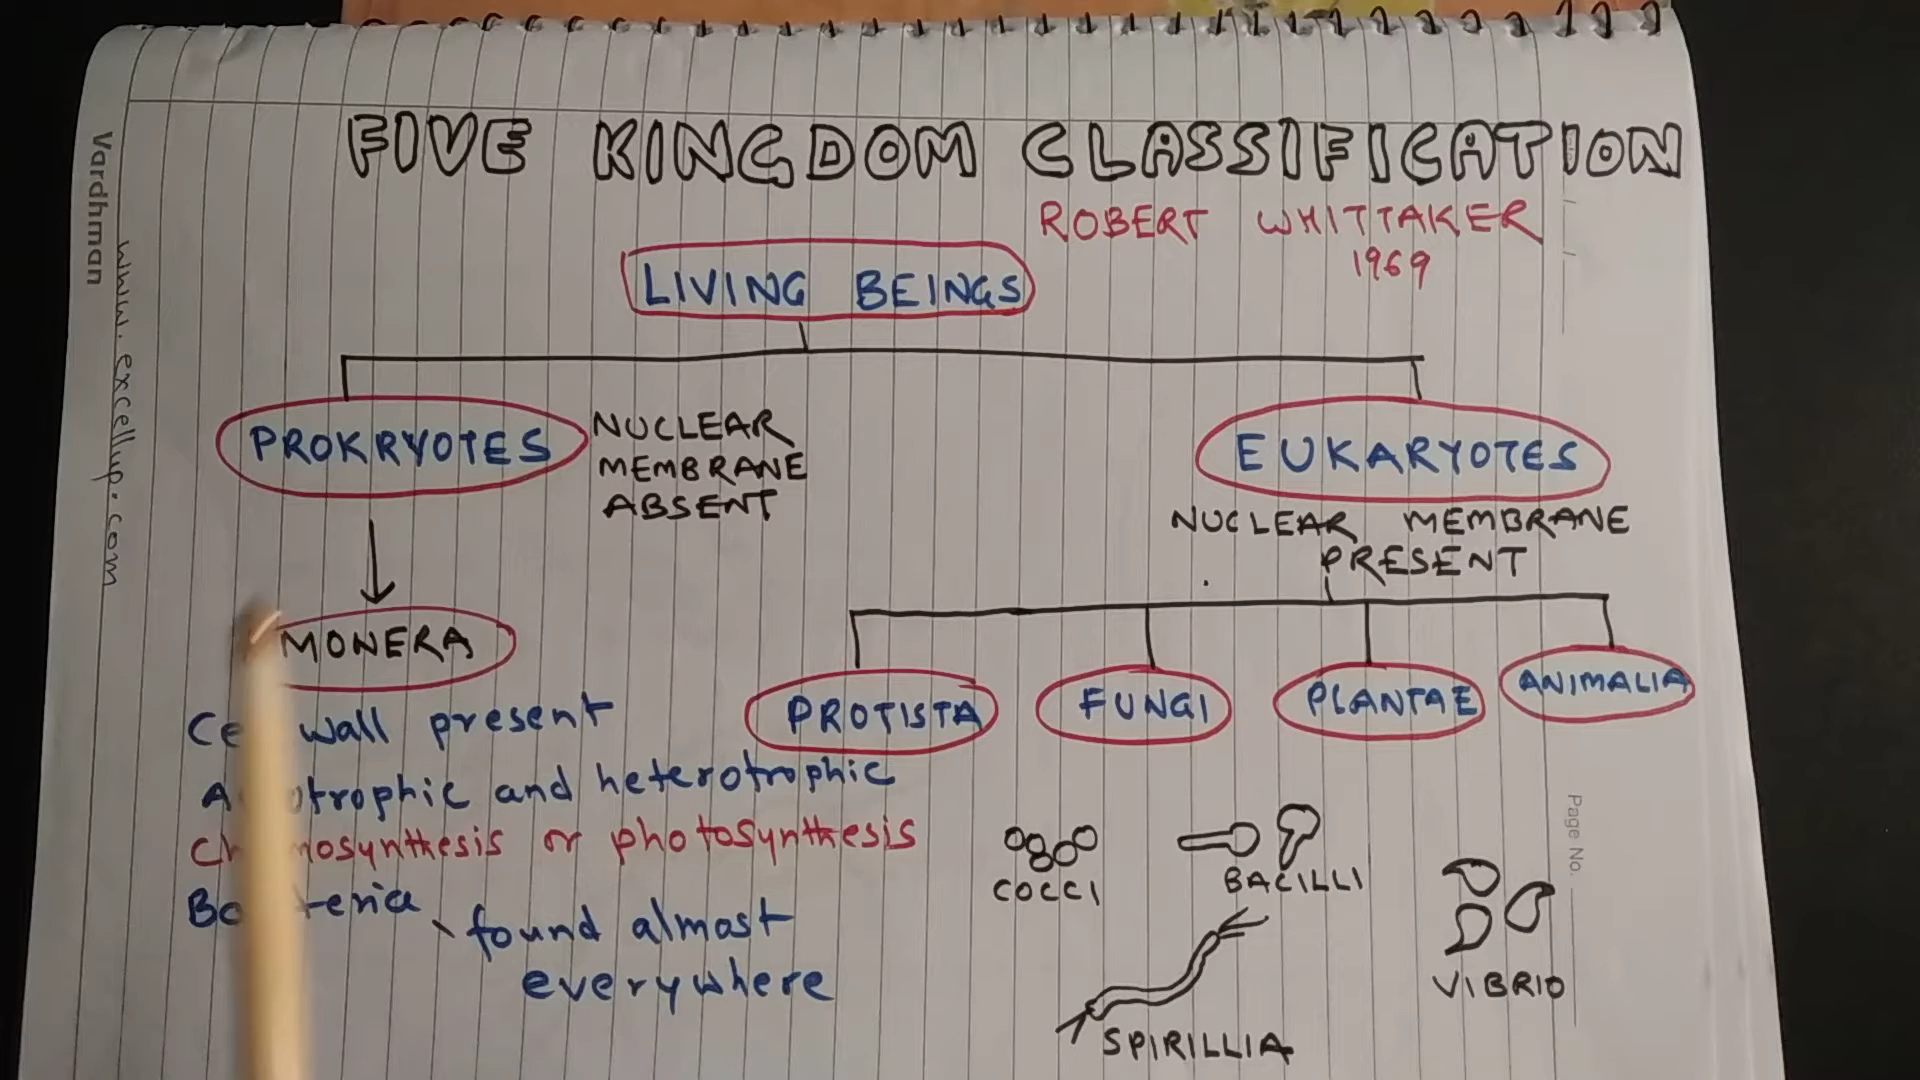 FIVE KINGDOM CLASSIFICATION
ROBERT WHITTAKER
1969
LIVING BEINGS
PROKRYOTES
NUCLEAR
MEMBRANE
ABSENT
EUKARYOTES
NUCLEAR MEMBRANE
PRESENT
MONERA
PROTISTA
FUNGI
PLANTAE
ANIMALIA
wall present
and heterotrophic
or photosynthesis
found almost
everywhere
COCCI
BACILLI
SPIRILLIA
VIBRIO
Vardhman
www.excellup.com
Page No.